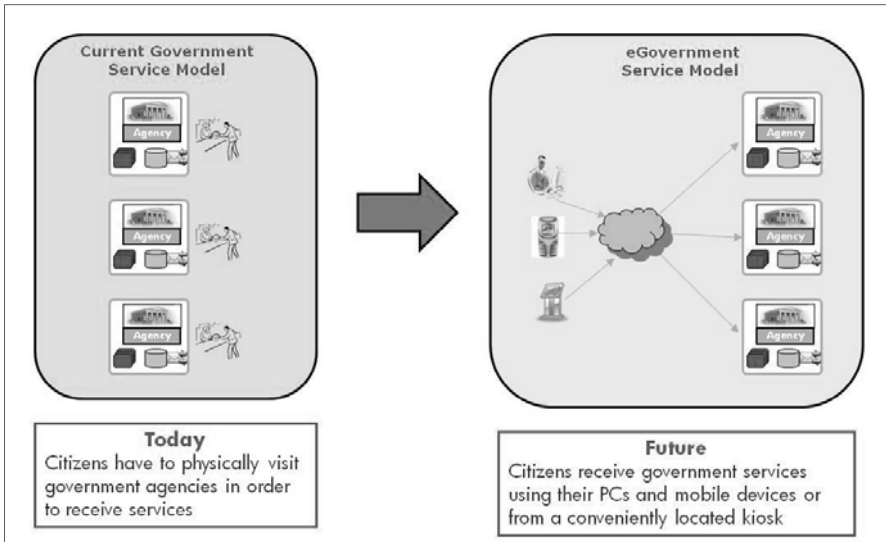 Current Government
Service Model
Agency
Agency
Agency
Today
Citizens have to physically visit
government agencies in order
to receive services
eGovernment
Service Model
Agency
Agency
Agency
Future
Citizens receive government services
using their PCs and mobile devices or
from a conveniently located kiosk